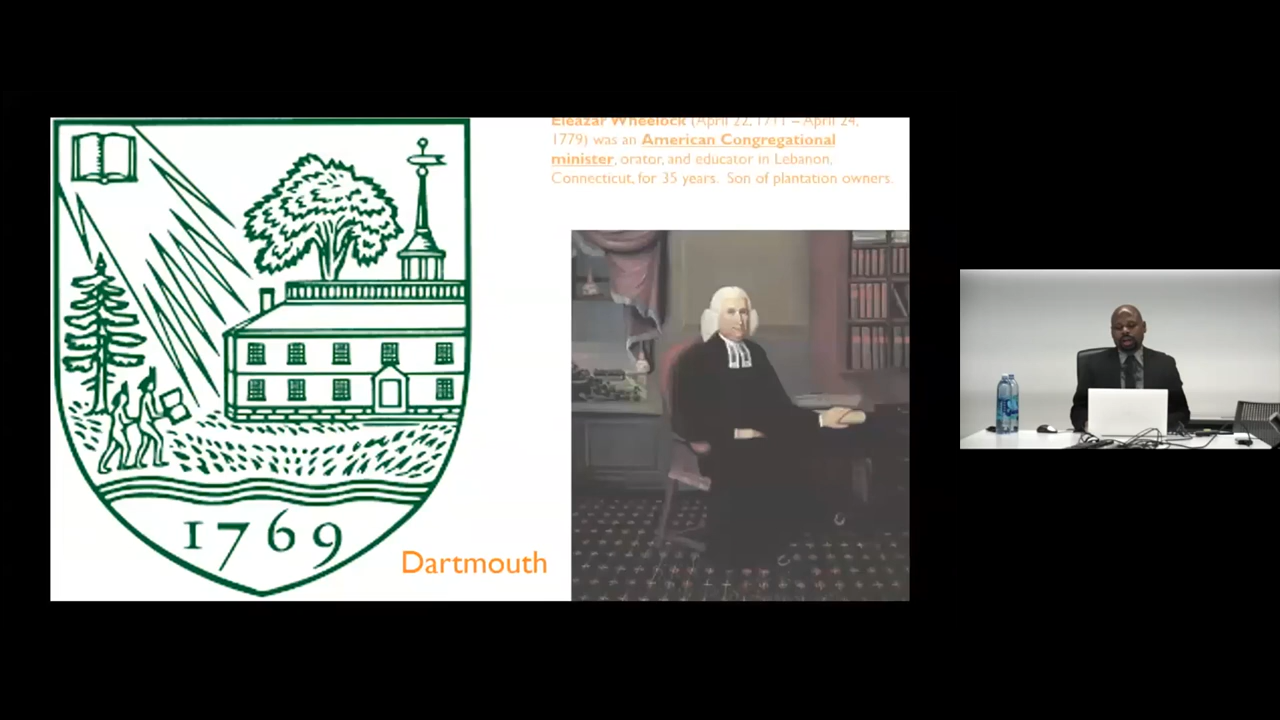 Eleazar Wheelock (April 22, 1711 – April 24,
1779) was an American Congregational
minister, orator, and educator in Lebanon,
Connecticut, for 35 years. Son of plantation owners.
1769
Dartmouth